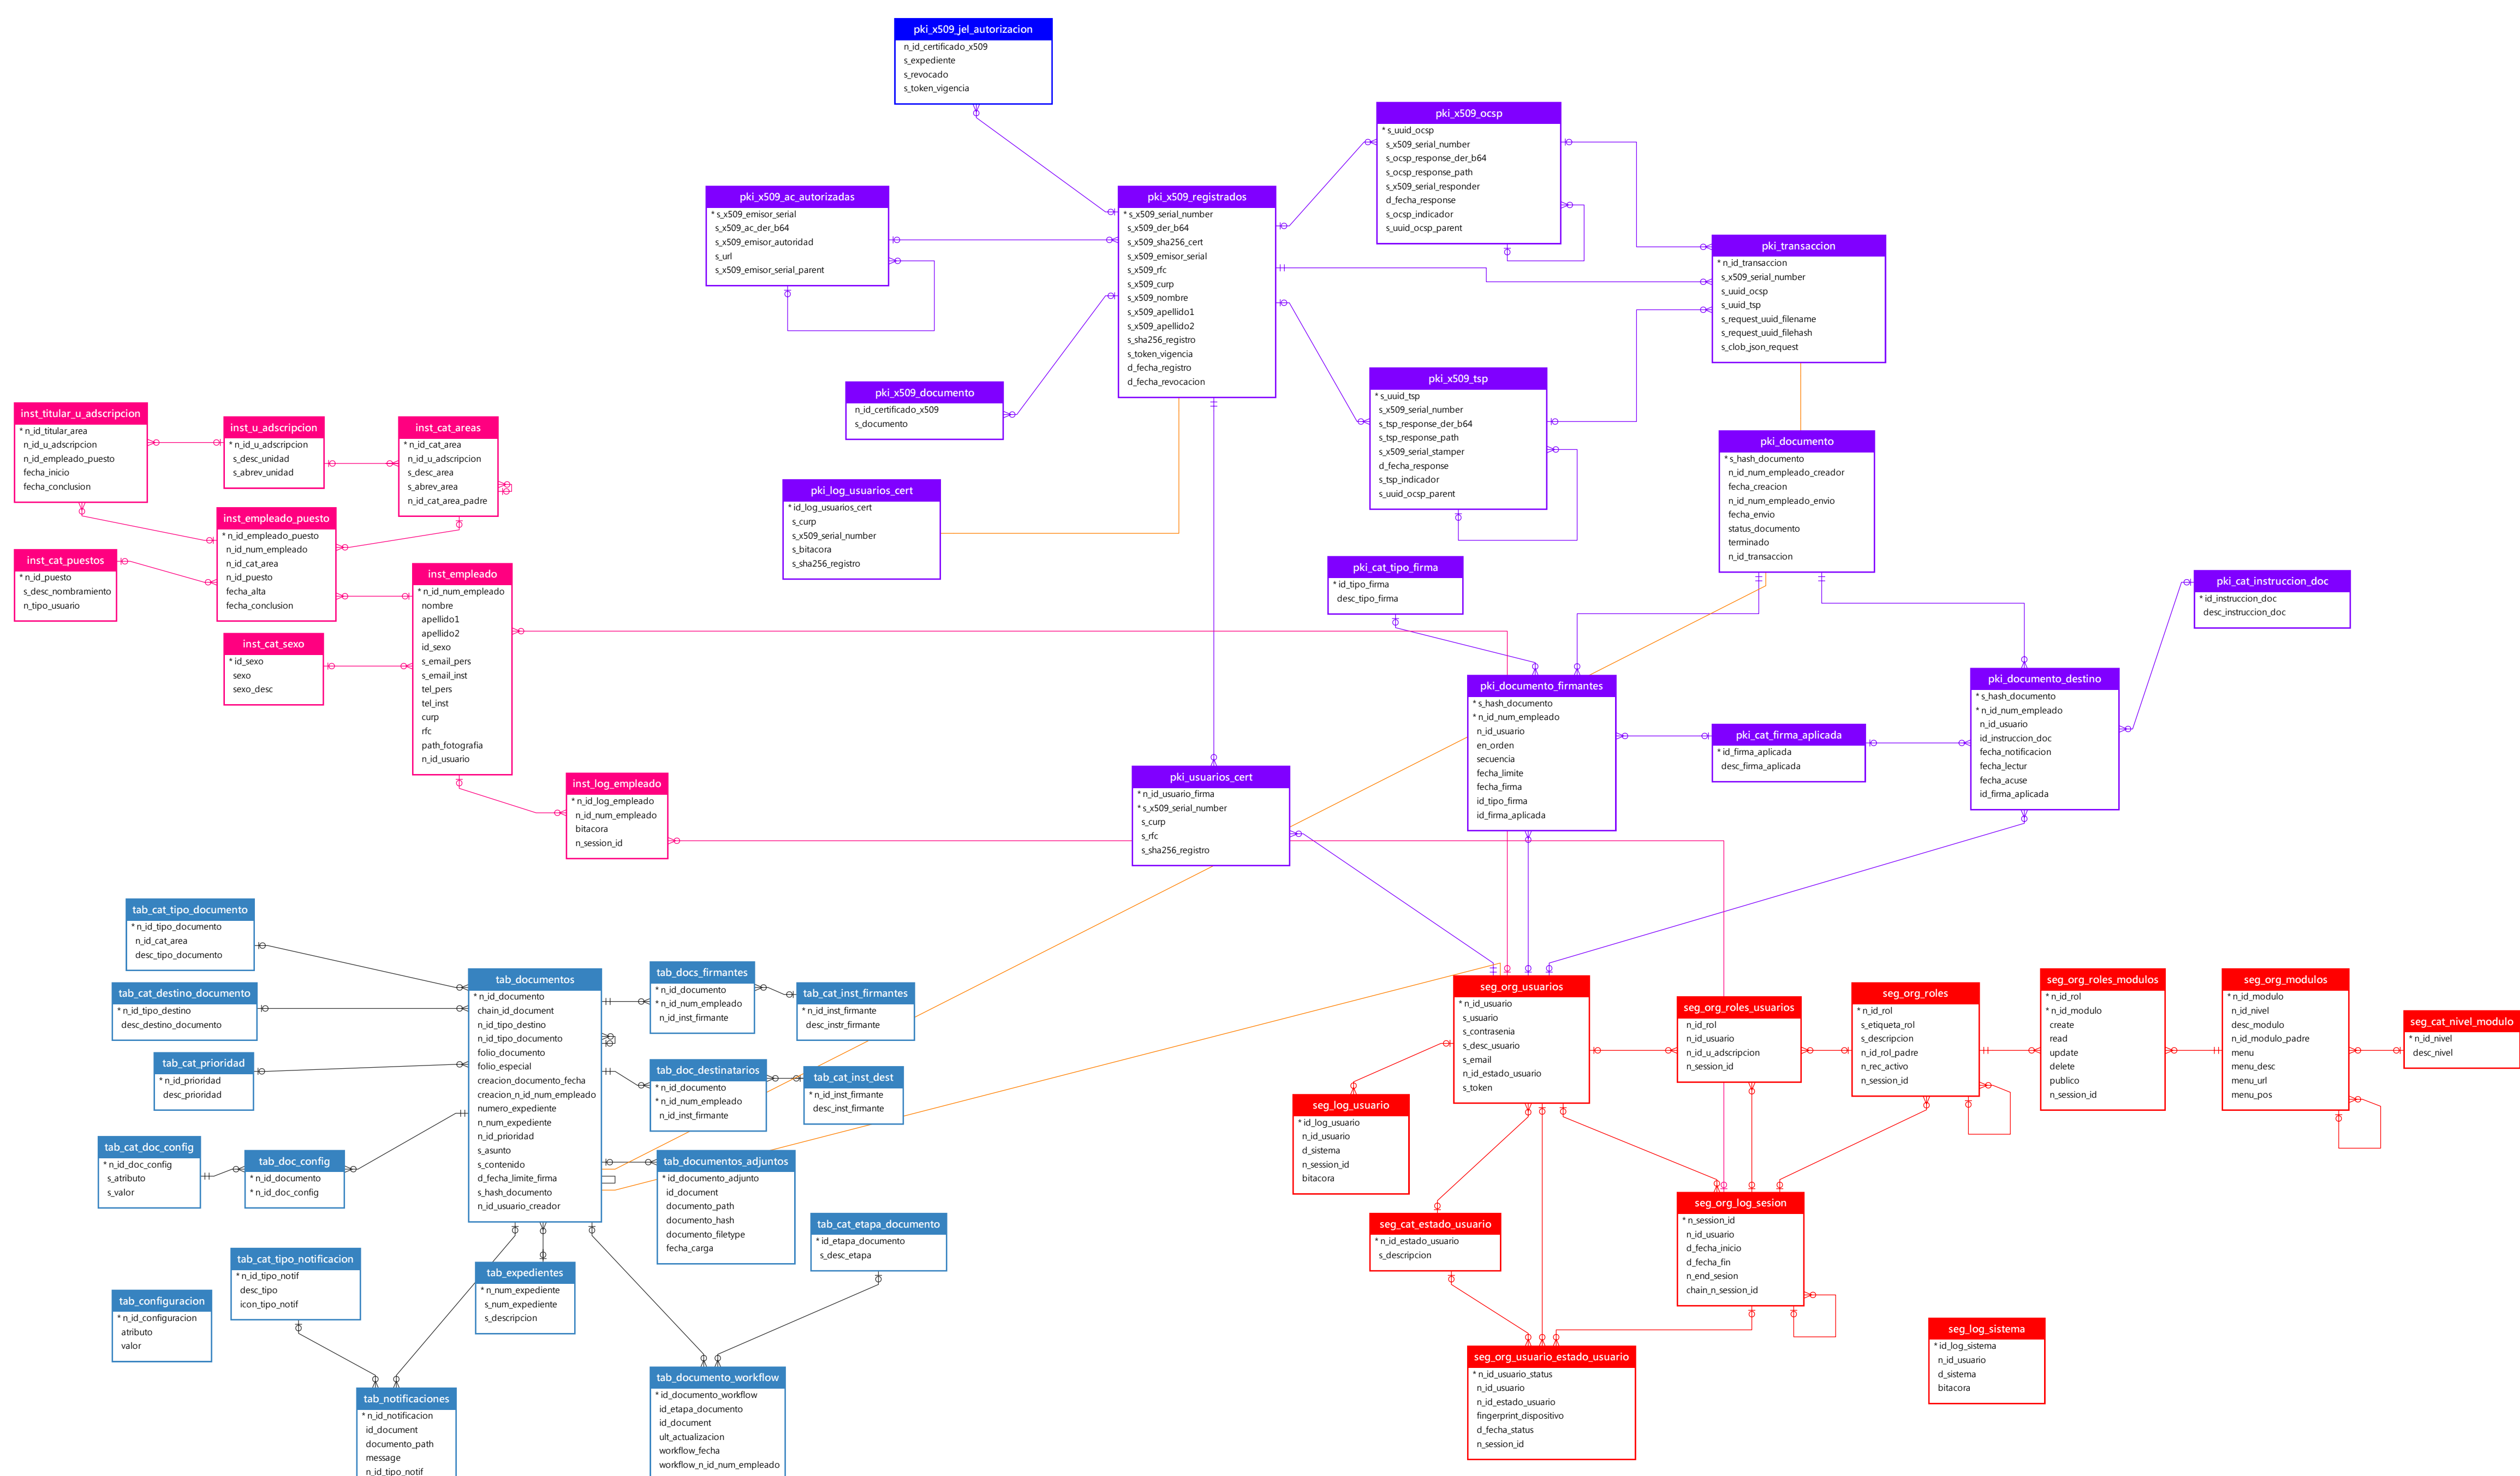 pki_x509_jel_autorizacion
n_id_certificado_x509
s_expediente
s_revocado
s_token_vigencia
pki_x509_ocsp
* s_uuid_ocsp
s_x509_serial_number
s_ocsp_response_der_b64
s_ocsp_response_path
s_x509_serial_responder
d_fecha_response
s_ocsp_indicador
s_uuid_ocsp_parent
pki_x509_ac_autorizadas
* s_x509_emisor_serial
s_x509_ac_der_b64
s_x509_emisor_autoridad
s_url
s_x509_emisor_serial_parent
pki_x509_registrados
* s_x509_serial_number
s_x509_der_b64
s_x509_sha256_cert
s_x509_emisor_serial
s_x509_rfc
s_x509_curp
s_x509_nombre
s_x509_apellido1
s_x509_apellido2
s_sha256_registro
s_token_vigencia
d_fecha_registro
d_fecha_revocacion
pki_transaccion
* n_id_transaccion
s_x509_serial_number
s_uuid_ocsp
s_uuid_tsp
s_request_uuid_filename
s_request_uuid_filehash
s_clob_json_request
pki_x509_documento
n_id_certificado_x509
s_documento
pki_x509_tsp
* s_uuid_tsp
s_x509_serial_number
s_tsp_response_der_b64
s_tsp_response_path
s_x509_serial_stamper
d_fecha_response
s_tsp_indicador
s_uuid_ocsp_parent
inst_titular_u_adscripcion
* n_id_titular_area
n_id_u_adscripcion
n_id_empleado_puesto
fecha_inicio
fecha_conclusion
inst_u_adscripcion
* n_id_u_adscripcion
s_desc_unidad
s_abrev_unidad
inst_cat_areas
* n_id_cat_area
n_id_u_adscripcion
s_desc_area
s_abrev_area
n_id_cat_area_padre
pki_documento
* s_hash_documento
n_id_num_empleado_creador
fecha_creacion
n_id_num_empleado_envio
fecha_envio
status_documento
terminado
n_id_transaccion
pki_log_usuarios_cert
* id_log_usuarios_cert
s_curp
s_x509_serial_number
s_bitacora
s_sha256_registro
inst_empleado_puesto
* n_id_empleado_puesto
n_id_num_empleado
n_id_cat_area
n_id_puesto
fecha_alta
fecha_conclusion
inst_cat_puestos
* n_id_puesto
s_desc_nombramiento
n_tipo_usuario
inst_empleado
* n_id_num_empleado
nombre
apellido1
apellido2
id_sexo
s_email_pers
s_email_inst
tel_pers
tel_inst
curp
rfc
path_fotografia
n_id_usuario
pki_cat_tipo_firma
* id_tipo_firma
desc_tipo_firma
pki_cat_instruccion_doc
* id_instruccion_doc
desc_instruccion_doc
inst_cat_sexo
* id_sexo
sexo
sexo_desc
pki_documento_firmantes
* s_hash_documento
* n_id_num_empleado
n_id_usuario
en_orden
secuencia
fecha_limite
fecha_firma
id_tipo_firma
id_firma_aplicada
pki_documento_destino
* s_hash_documento
* n_id_num_empleado
n_id_usuario
id_instruccion_doc
fecha_notificacion
fecha_lectur
fecha_acuse
id_firma_aplicada
pki_cat_firma_aplicada
* id_firma_aplicada
desc_firma_aplicada
inst_log_empleado
* n_id_log_empleado
n_id_num_empleado
bitacora
n_session_id
pki_usuarios_cert
* n_id_usuario_firma
* s_x509_serial_number
s_curp
s_rfc
s_sha256_registro
tab_cat_tipo_documento
* n_id_tipo_documento
n_id_cat_area
desc_tipo_documento
tab_cat_destino_documento
* n_id_tipo_destino
desc_destino_documento
tab_cat_prioridad
* n_id_prioridad
desc_prioridad
tab_documentos
* n_id_documento
chain_id_document
n_id_tipo_destino
n_id_tipo_documento
folio_documento
folio_especial
creacion_documento_fecha
creacion_n_id_num_empleado
numero_expediente
n_num_expediente
n_id_prioridad
s_asunto
s_contenido
d_fecha_limite_firma
s_hash_documento
n_id_usuario_creador
tab_docs_firmantes
* n_id_documento
* n_id_num_empleado
n_id_inst_firmante
tab_cat_inst_firmantes
* n_id_inst_firmante
desc_instr_firmante
tab_doc_destinatarios
* n_id_documento
* n_id_num_empleado
n_id_inst_firmante
tab_cat_inst_dest
* n_id_inst_firmante
desc_inst_firmante
seg_org_usuarios
* n_id_usuario
s_usuario
s_contrasenia
s_desc_usuario
s_email
n_id_estado_usuario
s_token
seg_org_roles_usuarios
n_id_rol
n_id_usuario
n_id_u_adscripcion
n_session_id
seg_org_roles
* n_id_rol
s_etiqueta_rol
s_descripcion
n_id_rol_padre
n_rec_activo
n_session_id
seg_org_roles_modulos
* n_id_rol
* n_id_modulo
create
read
update
delete
publico
n_session_id
seg_org_modulos
* n_id_modulo
n_id_nivel
desc_modulo
n_id_modulo_padre
menu
menu_desc
menu_url
menu_pos
seg_cat_nivel_modulo
* n_id_nivel
desc_nivel
seg_log_usuario
* id_log_usuario
n_id_usuario
d_sistema
n_session_id
bitacora
tab_cat_doc_config
* n_id_doc_config
s_atributo
s_valor
tab_doc_config
* n_id_documento
* n_id_doc_config
tab_documentos_adjuntos
* id_documento_adjunto
id_document
documento_path
documento_hash
documento_filetype
fecha_carga
tab_cat_etapa_documento
* id_etapa_documento
s_desc_etapa
seg_cat_estado_usuario
* n_id_estado_usuario
s_descripcion
seg_org_log_sesion
* n_session_id
n_id_usuario
d_fecha_inicio
d_fecha_fin
n_end_sesion
chain_n_session_id
tab_cat_tipo_notificacion
* n_id_tipo_notif
desc_tipo
icon_tipo_notif
tab_configuracion
* n_id_configuracion
atributo
valor
tab_expedientes
* n_num_expediente
s_num_expediente
s_descripcion
seg_log_sistema
* id_log_sistema
n_id_usuario
d_sistema
bitacora
seg_org_usuario_estado_usuario
* n_id_usuario_status
n_id_usuario
n_id_estado_usuario
fingerprint_dispositivo
d_fecha_status
n_session_id
tab_documento_workflow
* id_documento_workflow
id_etapa_documento
id_document
ult_actualizacion
workflow_fecha
workflow_n_id_num_empleado
tab_notificaciones
* n_id_notificacion
id_document
documento_path
message
n_id_tipo_notif